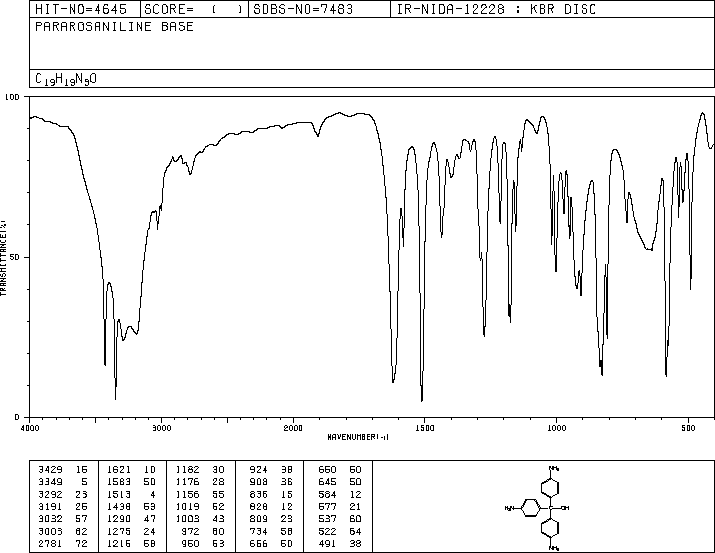 HIT-NO=4645 SCORE= ( ) SDBS-NO=7483 IR-NIDA-12228 : KBR DISC
PARAROSANILINE BASE
C19H19N3O
100
TRANSMITTANCE(%)
50
0
4000 3000 2000 1500 1000 500
WAVENUMBER(-1)
3429 16 1621 10 1182 30 924 38 660 50
3349 5 1583 50 1176 28 908 36 645 50
3292 23 1513 4 1156 55 836 15 584 12
3191 25 1438 53 1019 52 828 12 577 21
3032 57 1290 47 1003 43 809 23 537 60
3003 62 1275 24 972 60 734 58 522 64
2781 72 1216 58 950 53 666 50 491 38
NH2
H2N
C
OH
NH2